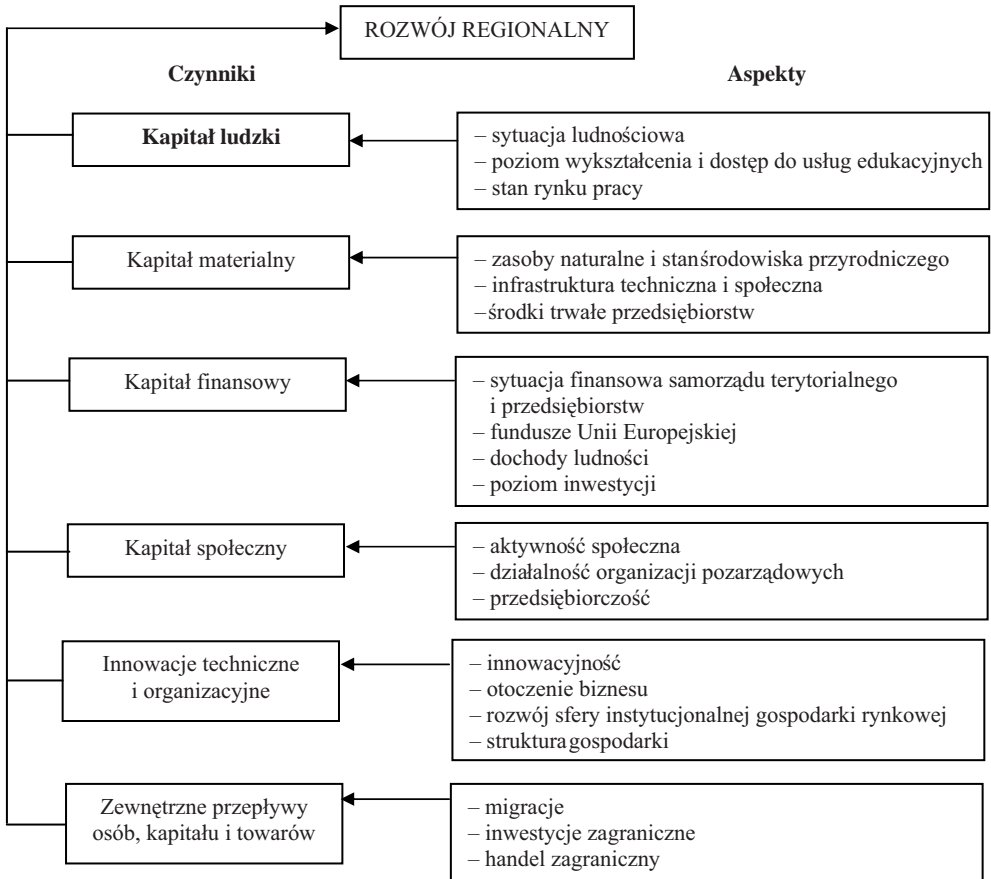 ROZWÓJ REGIONALNY
Czynniki
Aspekty
Kapitał ludzki
– sytuacja ludnościowa
– poziom wykształcenia i dostęp do usług edukacyjnych
– stan rynku pracy
Kapitał materialny
– zasoby naturalne i stanśrodowiska przyrodniczego
– infrastruktura techniczna i społeczna
–środki trwałe przedsiębiorstw
Kapitał finansowy
– sytuacja finansowa samorządu terytorialnego
i przedsiębiorstw
– fundusze Unii Europejskiej
– dochody ludności
– poziom inwestycji
Kapitał społeczny
– aktywność społeczna
– działalność organizacji pozarządowych
– przedsiębiorczość
Innowacje techniczne
i organizacyjne
– innowacyjność
– otoczenie biznesu
– rozwój sfery instytucjonalnej gospodarki rynkowej
– struktura gospodarki
Zewnętrzne przepływy
osób, kapitału i towarów
– migracje
– inwestycje zagraniczne
– handel zagraniczny